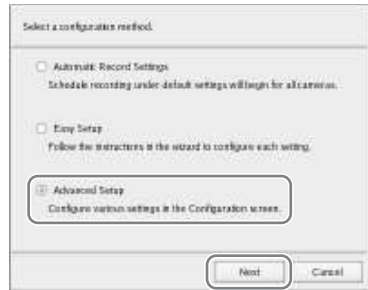 Select a configuration method.
Automatic Record Settings
Schedule recording under default settings will begin for all cameras.
Easy Setup
Follow the instructions in the wizard to configure each setting.
Advanced Setup
Configure various settings in the Configuration screen.
Next
Cancel